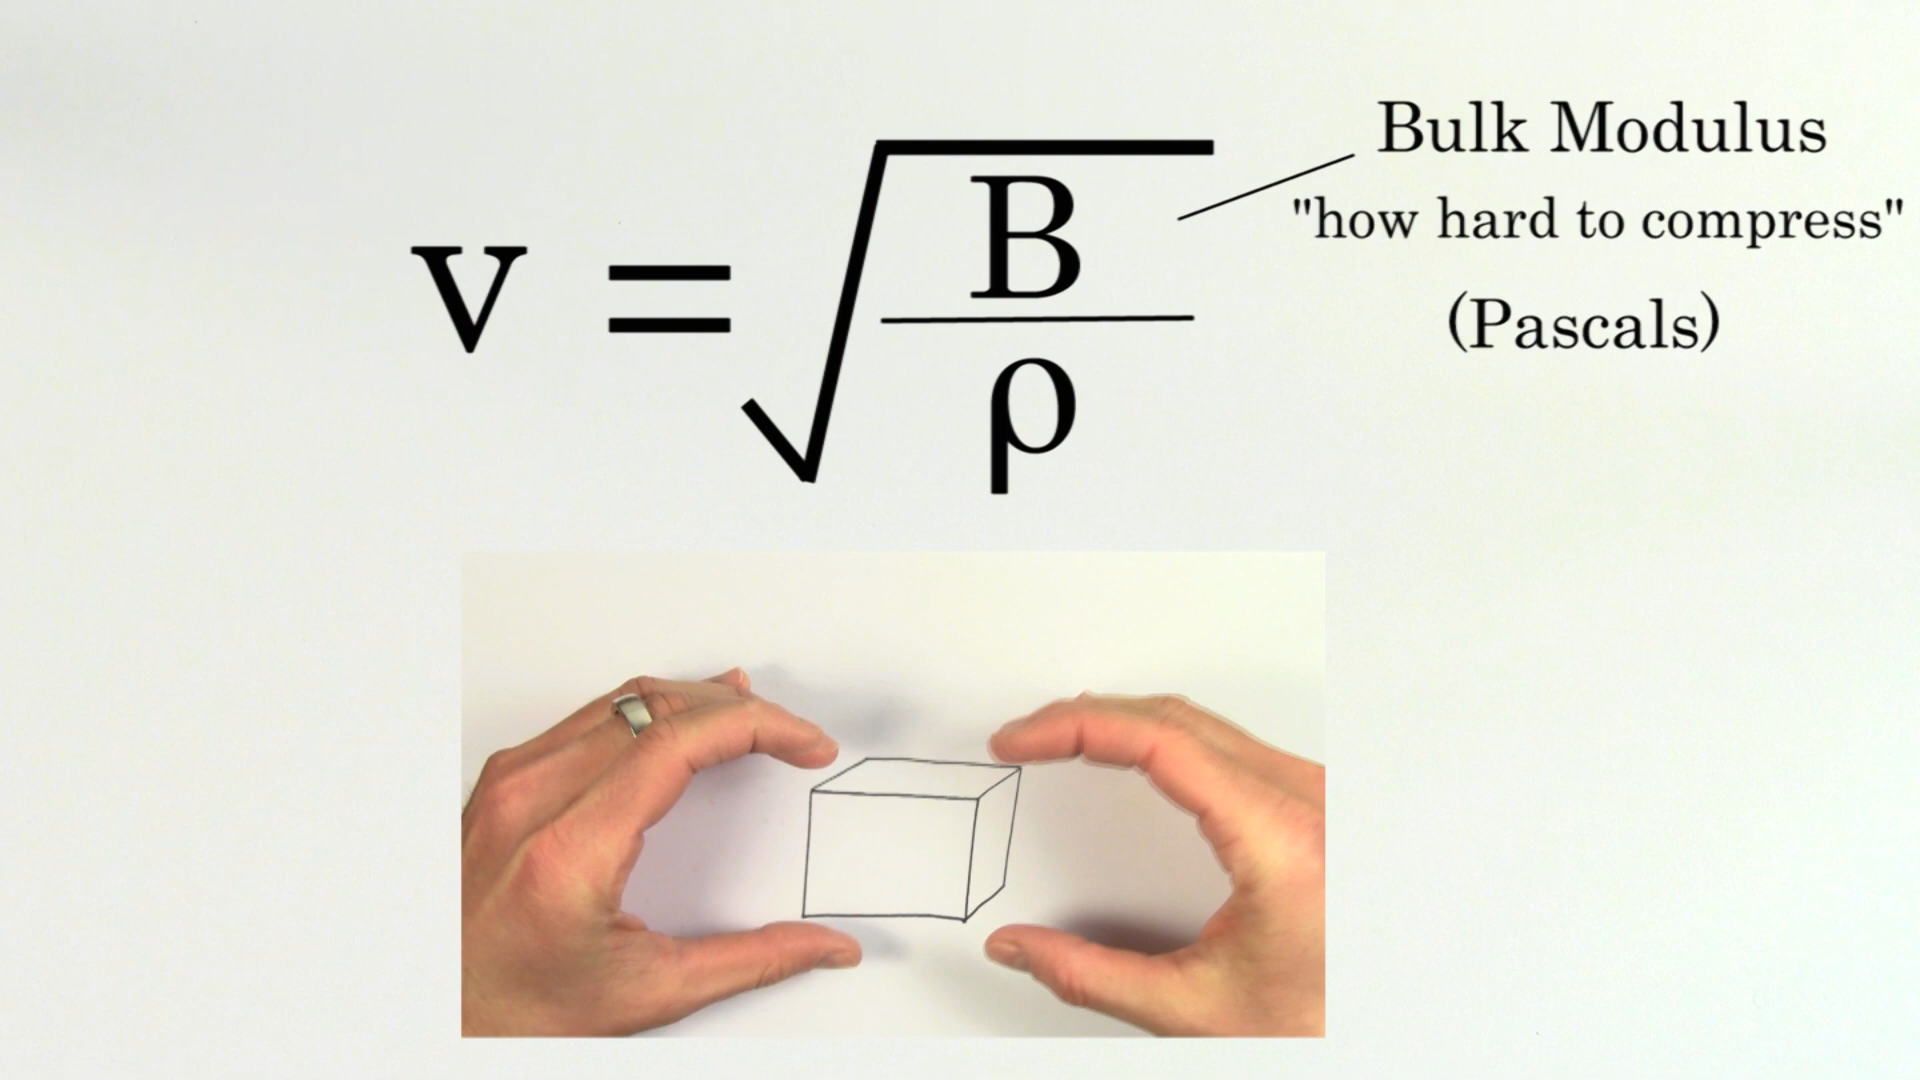 v = √(B/ρ)
Bulk Modulus
"how hard to compress"
(Pascals)